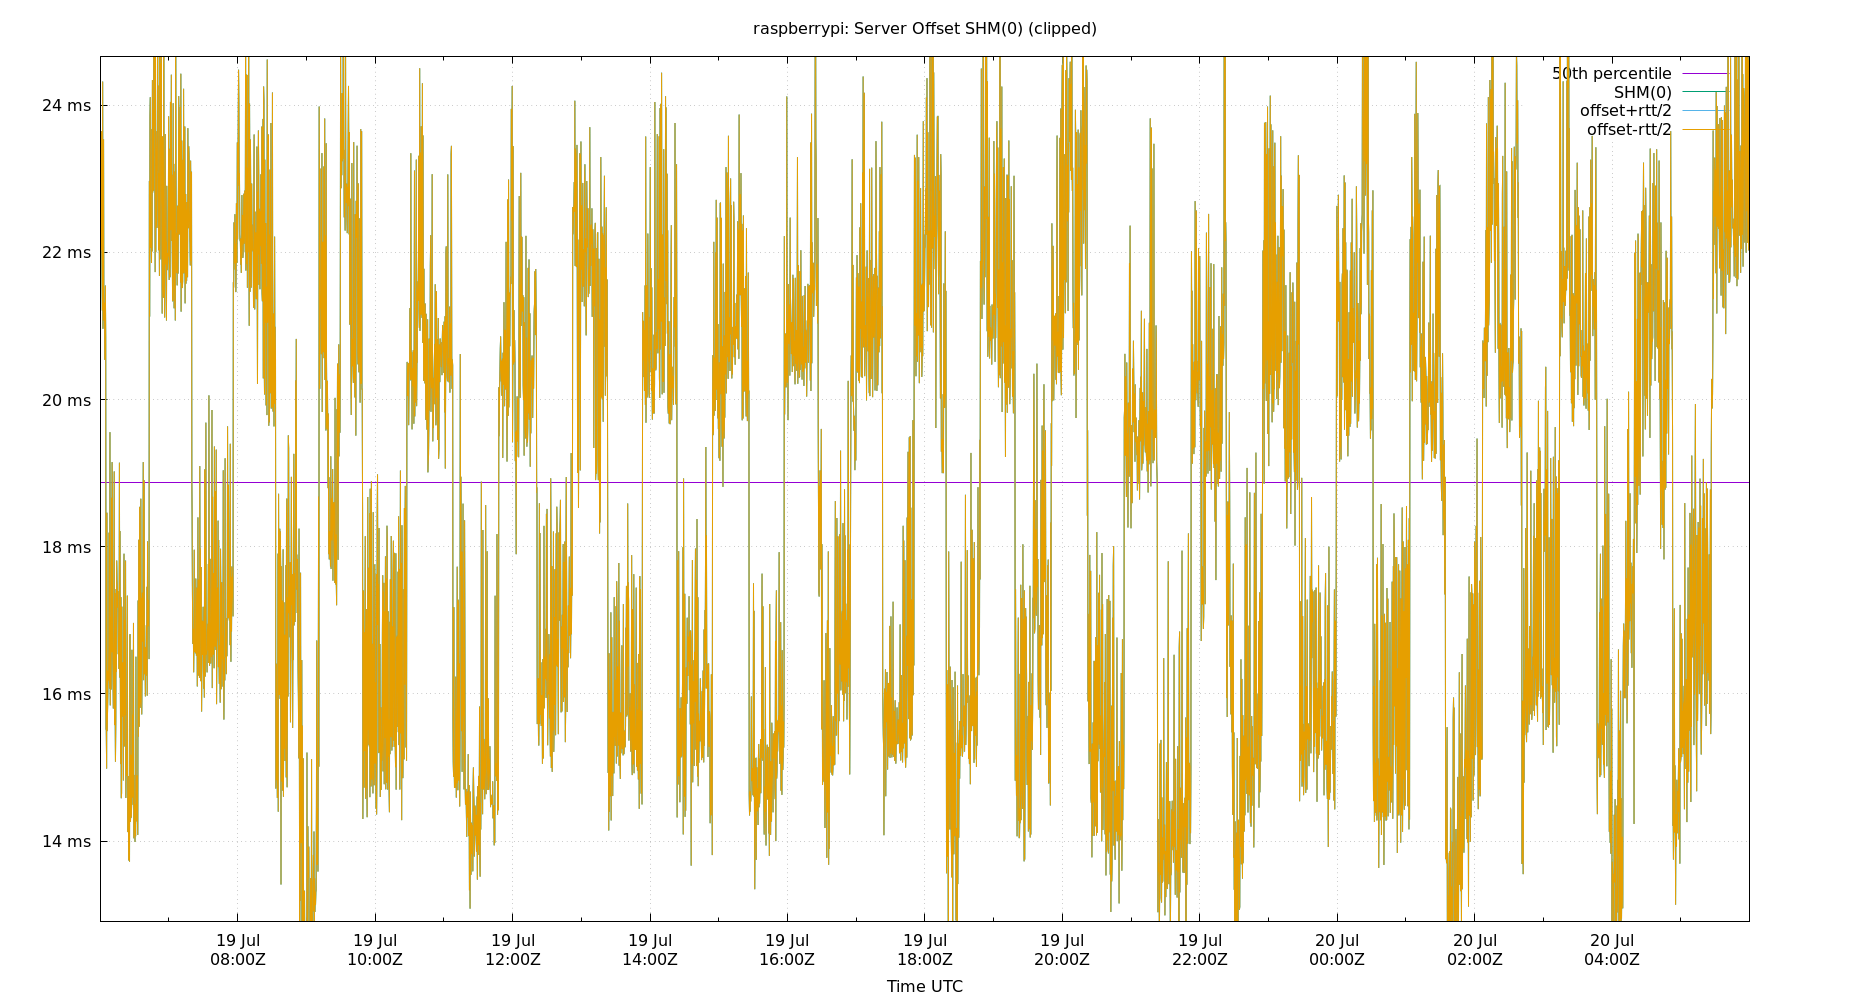 raspberrypi: Server Offset SHM(0) (clipped)
50th percentile
SHM(0)
offset+rtt/2
offset-rtt/2
24 ms
22 ms
20 ms
18 ms
16 ms
14 ms
19 Jul 19 Jul 19 Jul 19 Jul 19 Jul 19 Jul 19 Jul 19 Jul 20 Jul 20 Jul 20 Jul
08:00Z 10:00Z 12:00Z 14:00Z 16:00Z 18:00Z 20:00Z 22:00Z 00:00Z 02:00Z 04:00Z
Time UTC